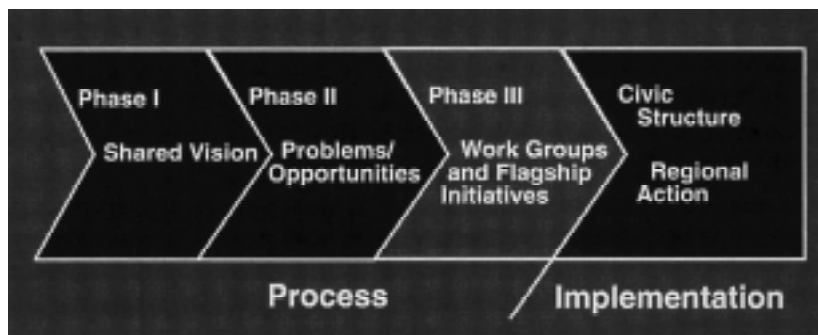 Phase I
Shared Vision
Phase II
Problems/
Opportunities
Phase III
Work Groups
and Flagship
Initiatives
Civic
Structure
Regional
Action
Process
Implementation